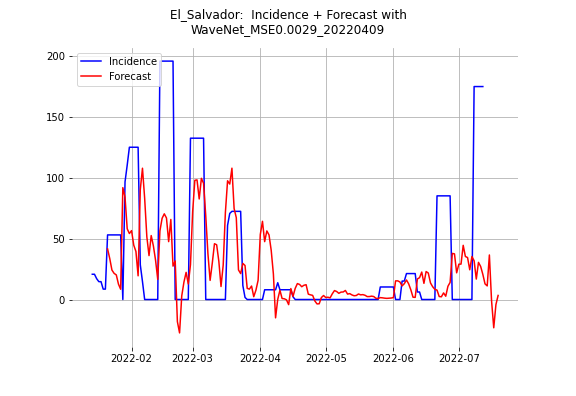 El_Salvador:  Incidence + Forecast with
WaveNet_MSE0.0029_20220409
Incidence
Forecast
200
150
100
50
0
2022-02
2022-03
2022-04
2022-05
2022-06
2022-07